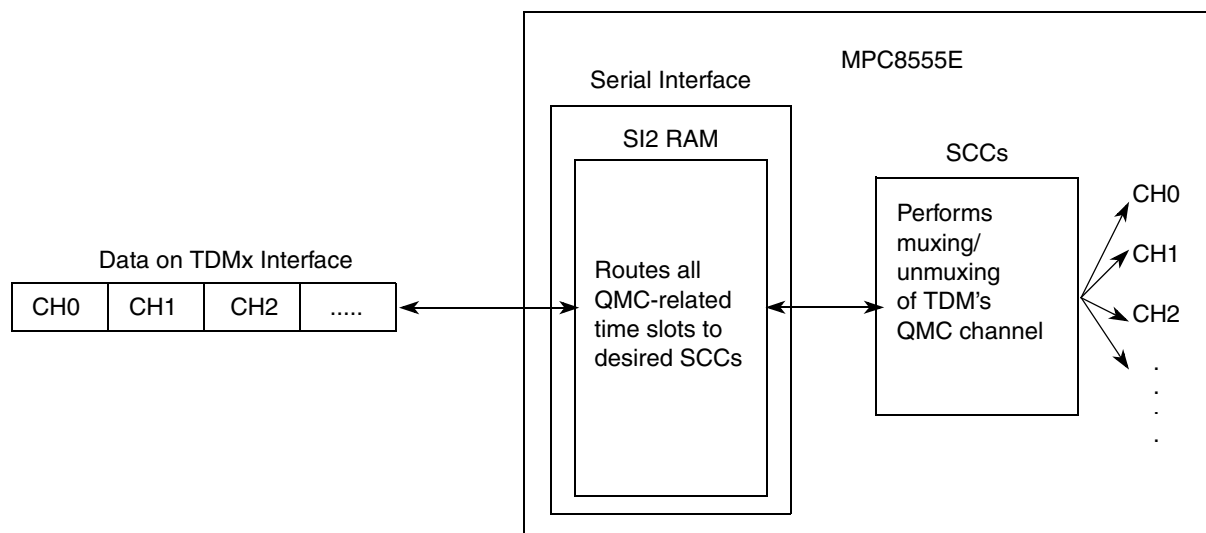 MPC8555E
Serial Interface
SI2 RAM
SCCs
Data on TDMx Interface
CH0 CH1 CH2 .....
Routes all
QMC-related
time slots to
desired SCCs
Performs
muxing/
unmuxing
of TDM's
QMC channel
CH0
CH1
CH2
.
.
.
.